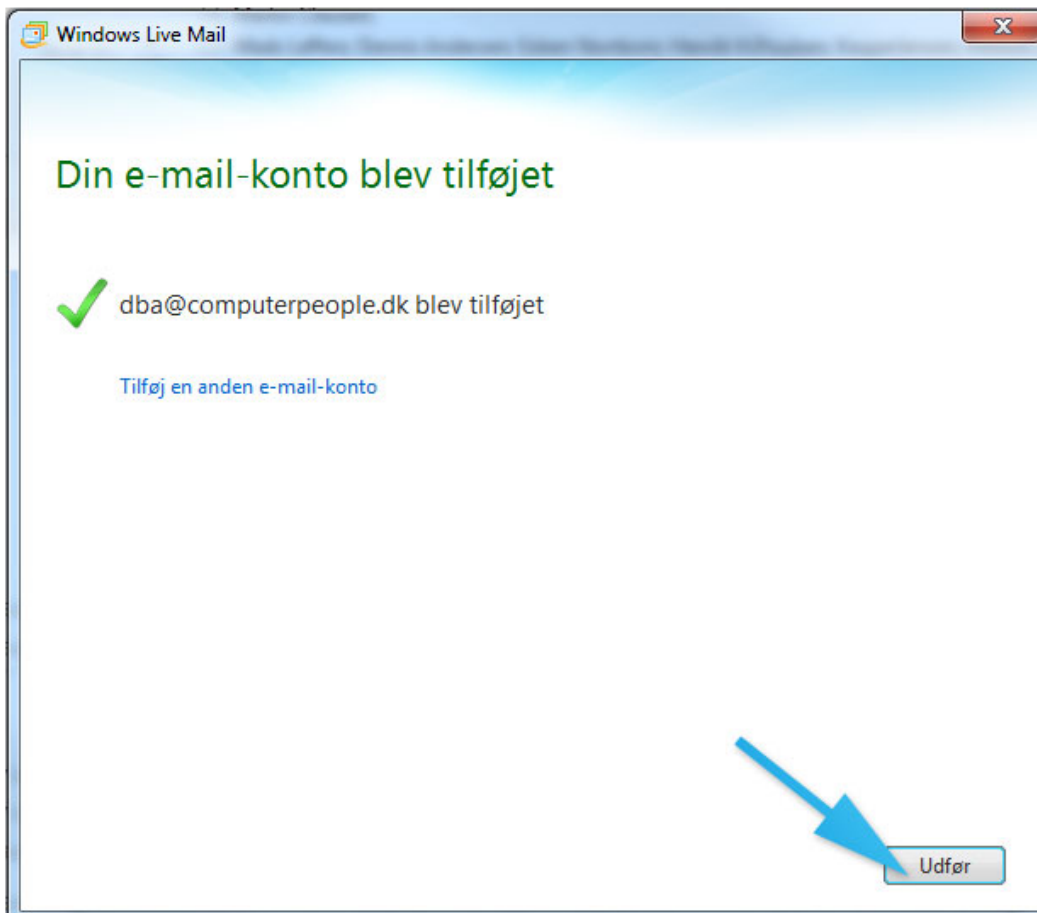 Windows Live Mail
Din e-mail-konto blev tilføjet
dba@computerpeople.dk blev tilføjet
Tilføj en anden e-mail-konto
Udfør